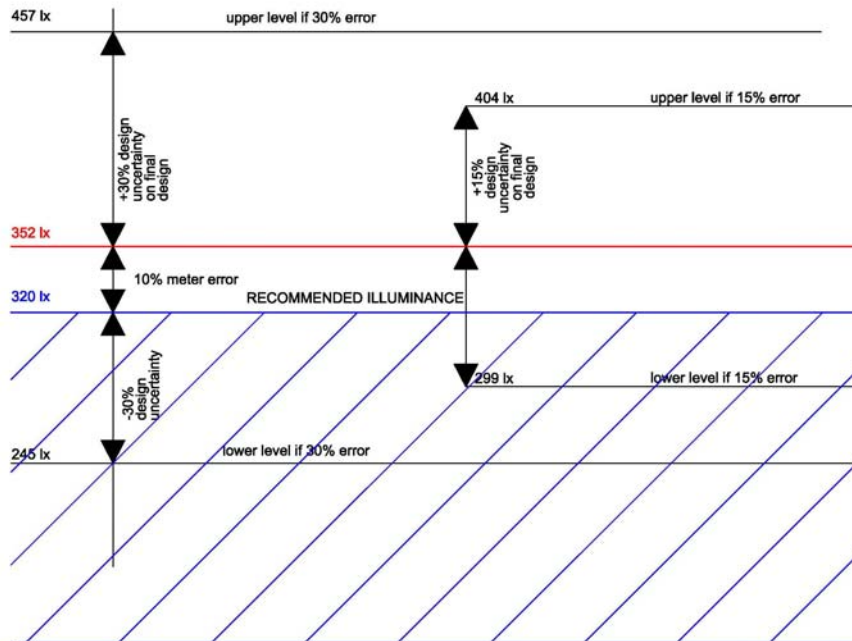 457 lx
upper level if 30% error
404 lx
upper level if 15% error
+30% design
uncertainty
on final
design
+15%
design
uncertainty
on final
design
352 lx
10% meter error
320 lx
RECOMMENDED ILLUMINANCE
-30%
design
uncertainty
299 lx
lower level if 15% error
245 lx
lower level if 30% error